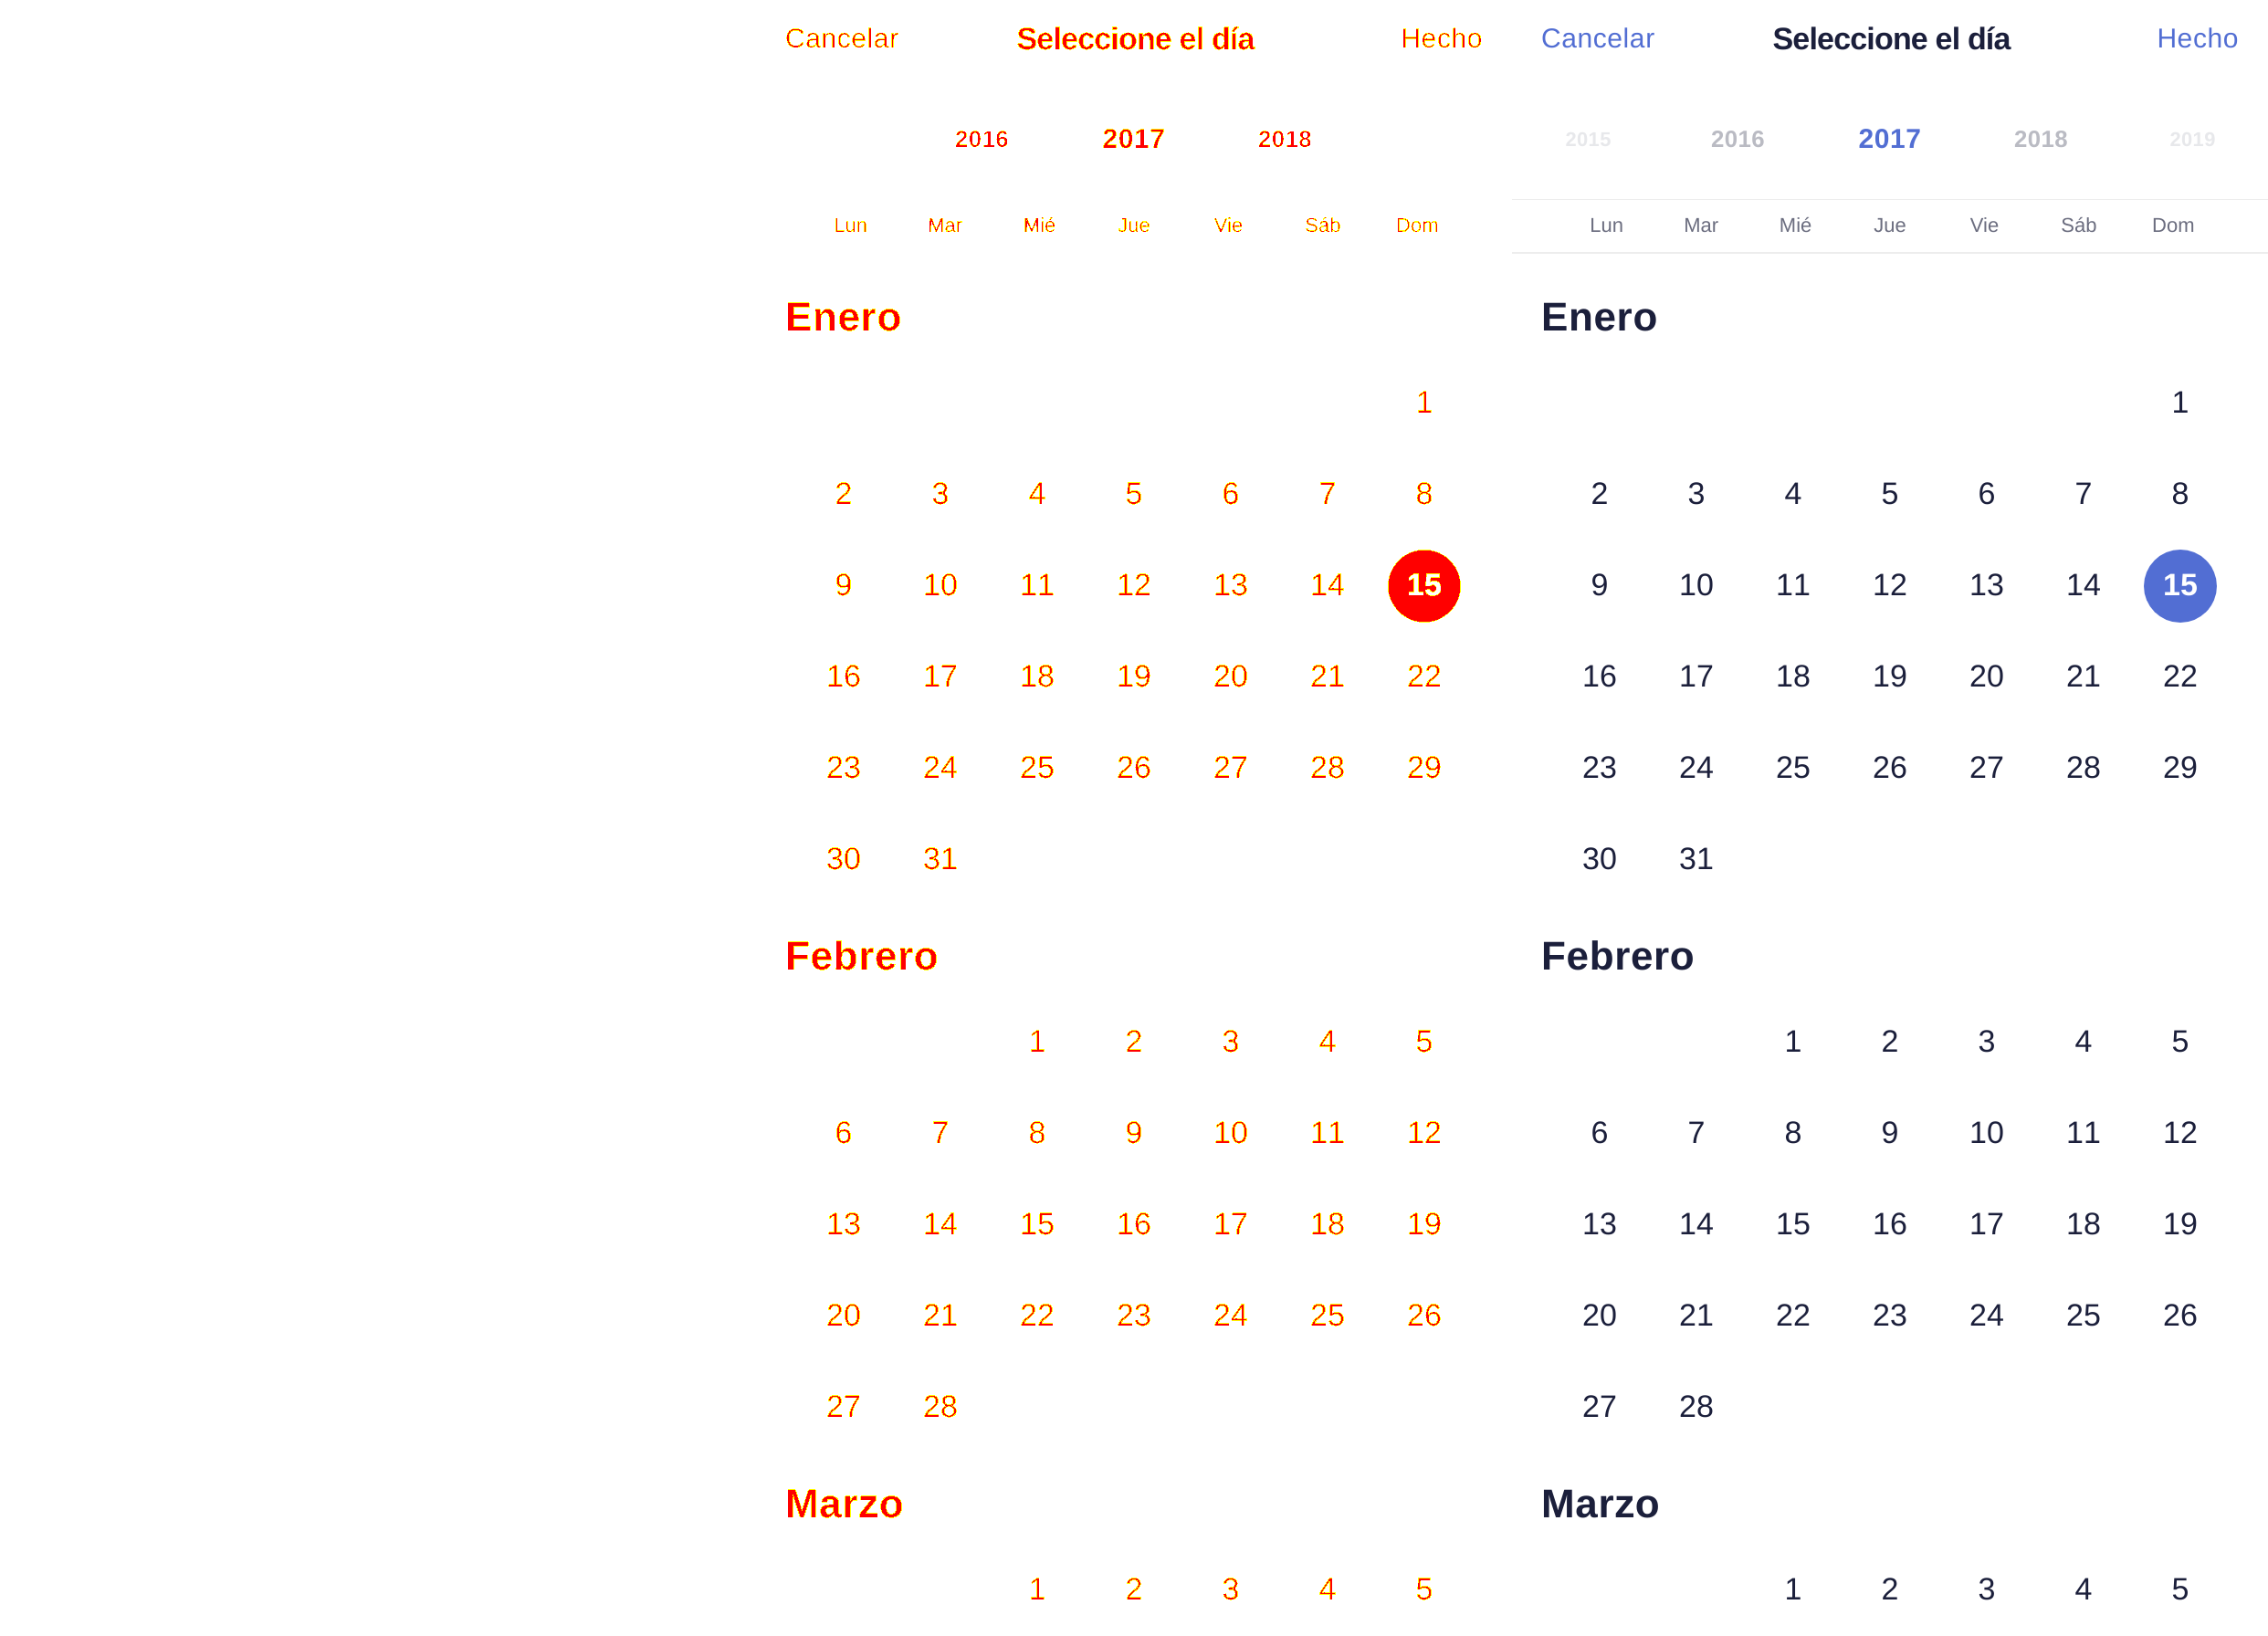 Cancelar Seleccione el día Hecho
2016 2017 2018
Lun Mar Mié Jue Vie Sáb Dom
Enero
1
2 3 4 5 6 7 8
9 10 11 12 13 14 15
16 17 18 19 20 21 22
23 24 25 26 27 28 29
30 31
Febrero
1 2 3 4 5
6 7 8 9 10 11 12
13 14 15 16 17 18 19
20 21 22 23 24 25 26
27 28
Marzo
1 2 3 4 5
Cancelar Seleccione el día Hecho
2015 2016 2017 2018 2019
Lun Mar Mié Jue Vie Sáb Dom
Enero
1
2 3 4 5 6 7 8
9 10 11 12 13 14 15
16 17 18 19 20 21 22
23 24 25 26 27 28 29
30 31
Febrero
1 2 3 4 5
6 7 8 9 10 11 12
13 14 15 16 17 18 19
20 21 22 23 24 25 26
27 28
Marzo
1 2 3 4 5